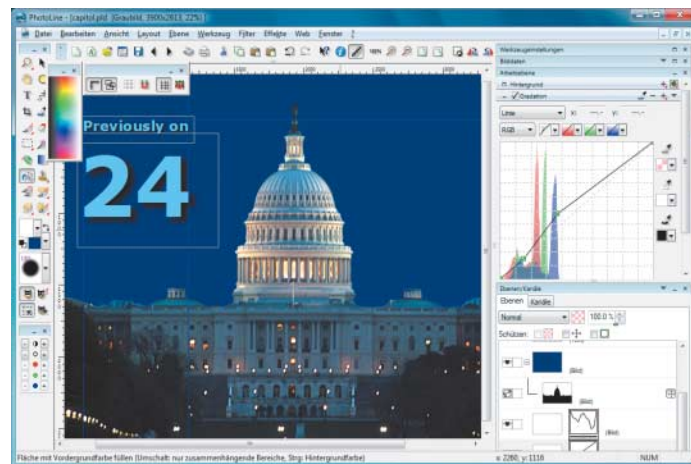 PhotoLine - [capitol.pld (Graubild, 3900x2613, 22%)]
Datei Bearbeiten Ansicht Layout Ebene Werkzeug Filter Effekte Web Fenster ?
Werkzeugeinstellungen
Bilddaten
Arbeitsebene
Hintergrund
Gradation
Linie X: Y:
RGB
Previously on
24
Ebenen/Kanäle
Ebenen Kanäle
Normal 100.0 %
Schützen:
(Bild)
(Bild)
(Bild)
Fläche mit Vordergrundfarbe füllen (Umschalt: nur zusammenhängende Bereiche, Strg: Hintergrundfarbe) x: 2260; y: 1116 NUM